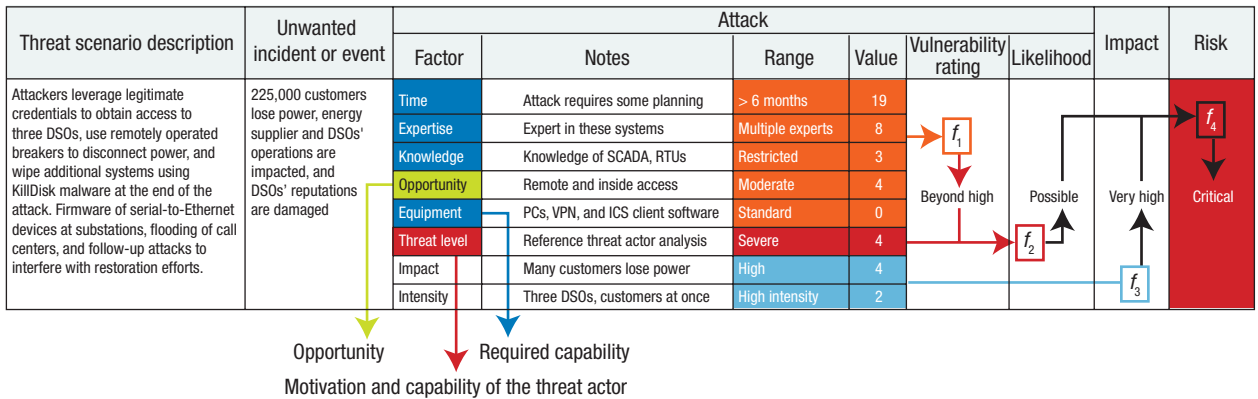 Threat scenario description
Unwanted
incident or event
Attack
Factor
Notes
Range
Value
Vulnerability
rating
Likelihood
Impact
Risk
Attackers leverage legitimate
credentials to obtain access to
three DSOs, use remotely operated
breakers to disconnect power, and
wipe additional systems using
KillDisk malware at the end of the
attack. Firmware of serial-to-Ethernet
devices at substations, flooding of call
centers, and follow-up attacks to
interfere with restoration efforts.
225,000 customers
lose power, energy
supplier and DSOs'
operations are
impacted, and
DSOs' reputations
are damaged
Time
Attack requires some planning
> 6 months
19
Expertise
Expert in these systems
Multiple experts
8
Knowledge
Knowledge of SCADA, RTUs
Restricted
3
Opportunity
Remote and inside access
Moderate
4
Equipment
PCs, VPN, and ICS client software
Standard
0
Threat level
Reference threat actor analysis
Severe
4
Impact
Many customers lose power
High
4
Intensity
Three DSOs, customers at once
High intensity
2
f1
Beyond high
f2
Possible
Very high
f3
f4
Critical
Opportunity
Required capability
Motivation and capability of the threat actor